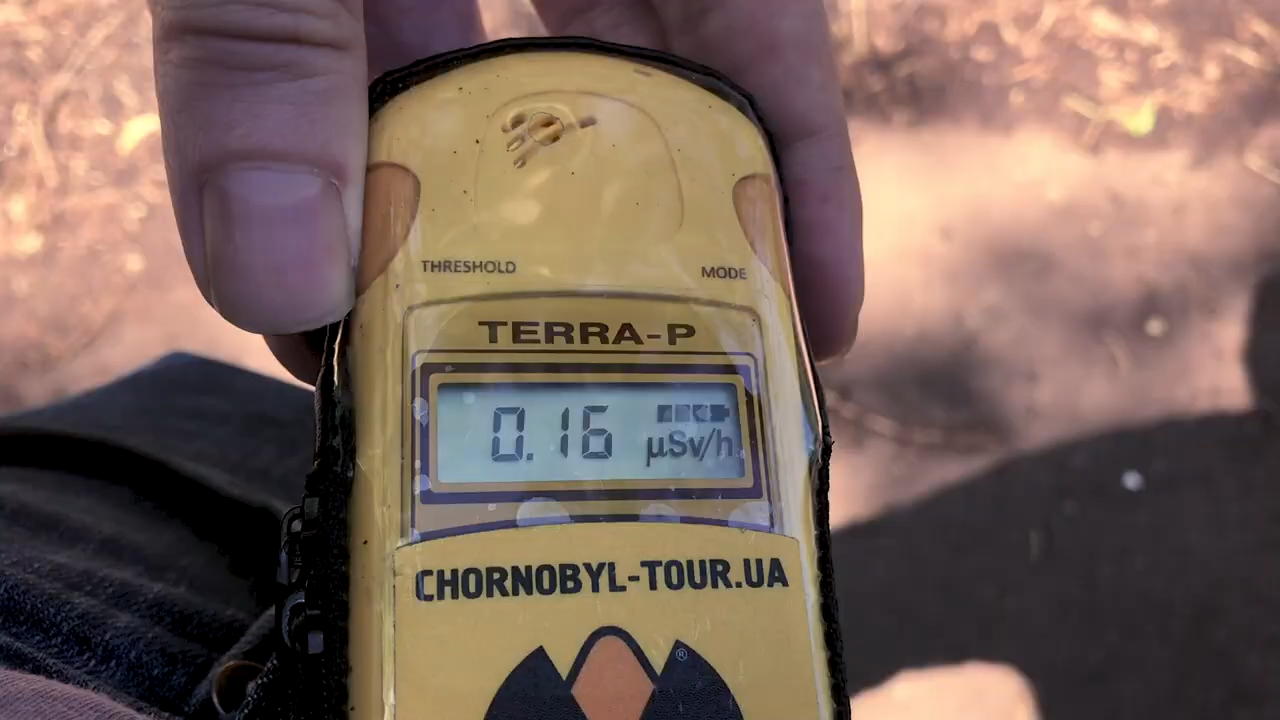 THRESHOLD MODE
TERRA-P
0.16 μSv/h
CHORNOBYL-TOUR.UA
®